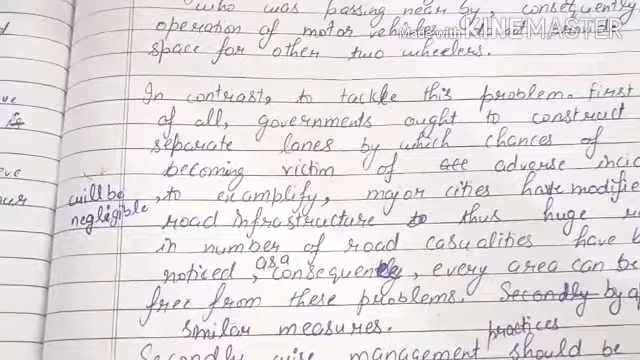 who was passing near by, consequently
operation of motor vehicles
Made with KINEMASTER
space for other two wheelers.
In contrast, to tackle this problem. First
of all, governments ought to construct
separate lanes by which chances of
becoming victim of adverse
will be
negligible
, to examplify, major cities have
road infrastructure thus huge
in number of road casualities have
noticed, as a consequently, every area can be
free from these problems. Secondly by
similar measures.
practices
Secondly wise management should be